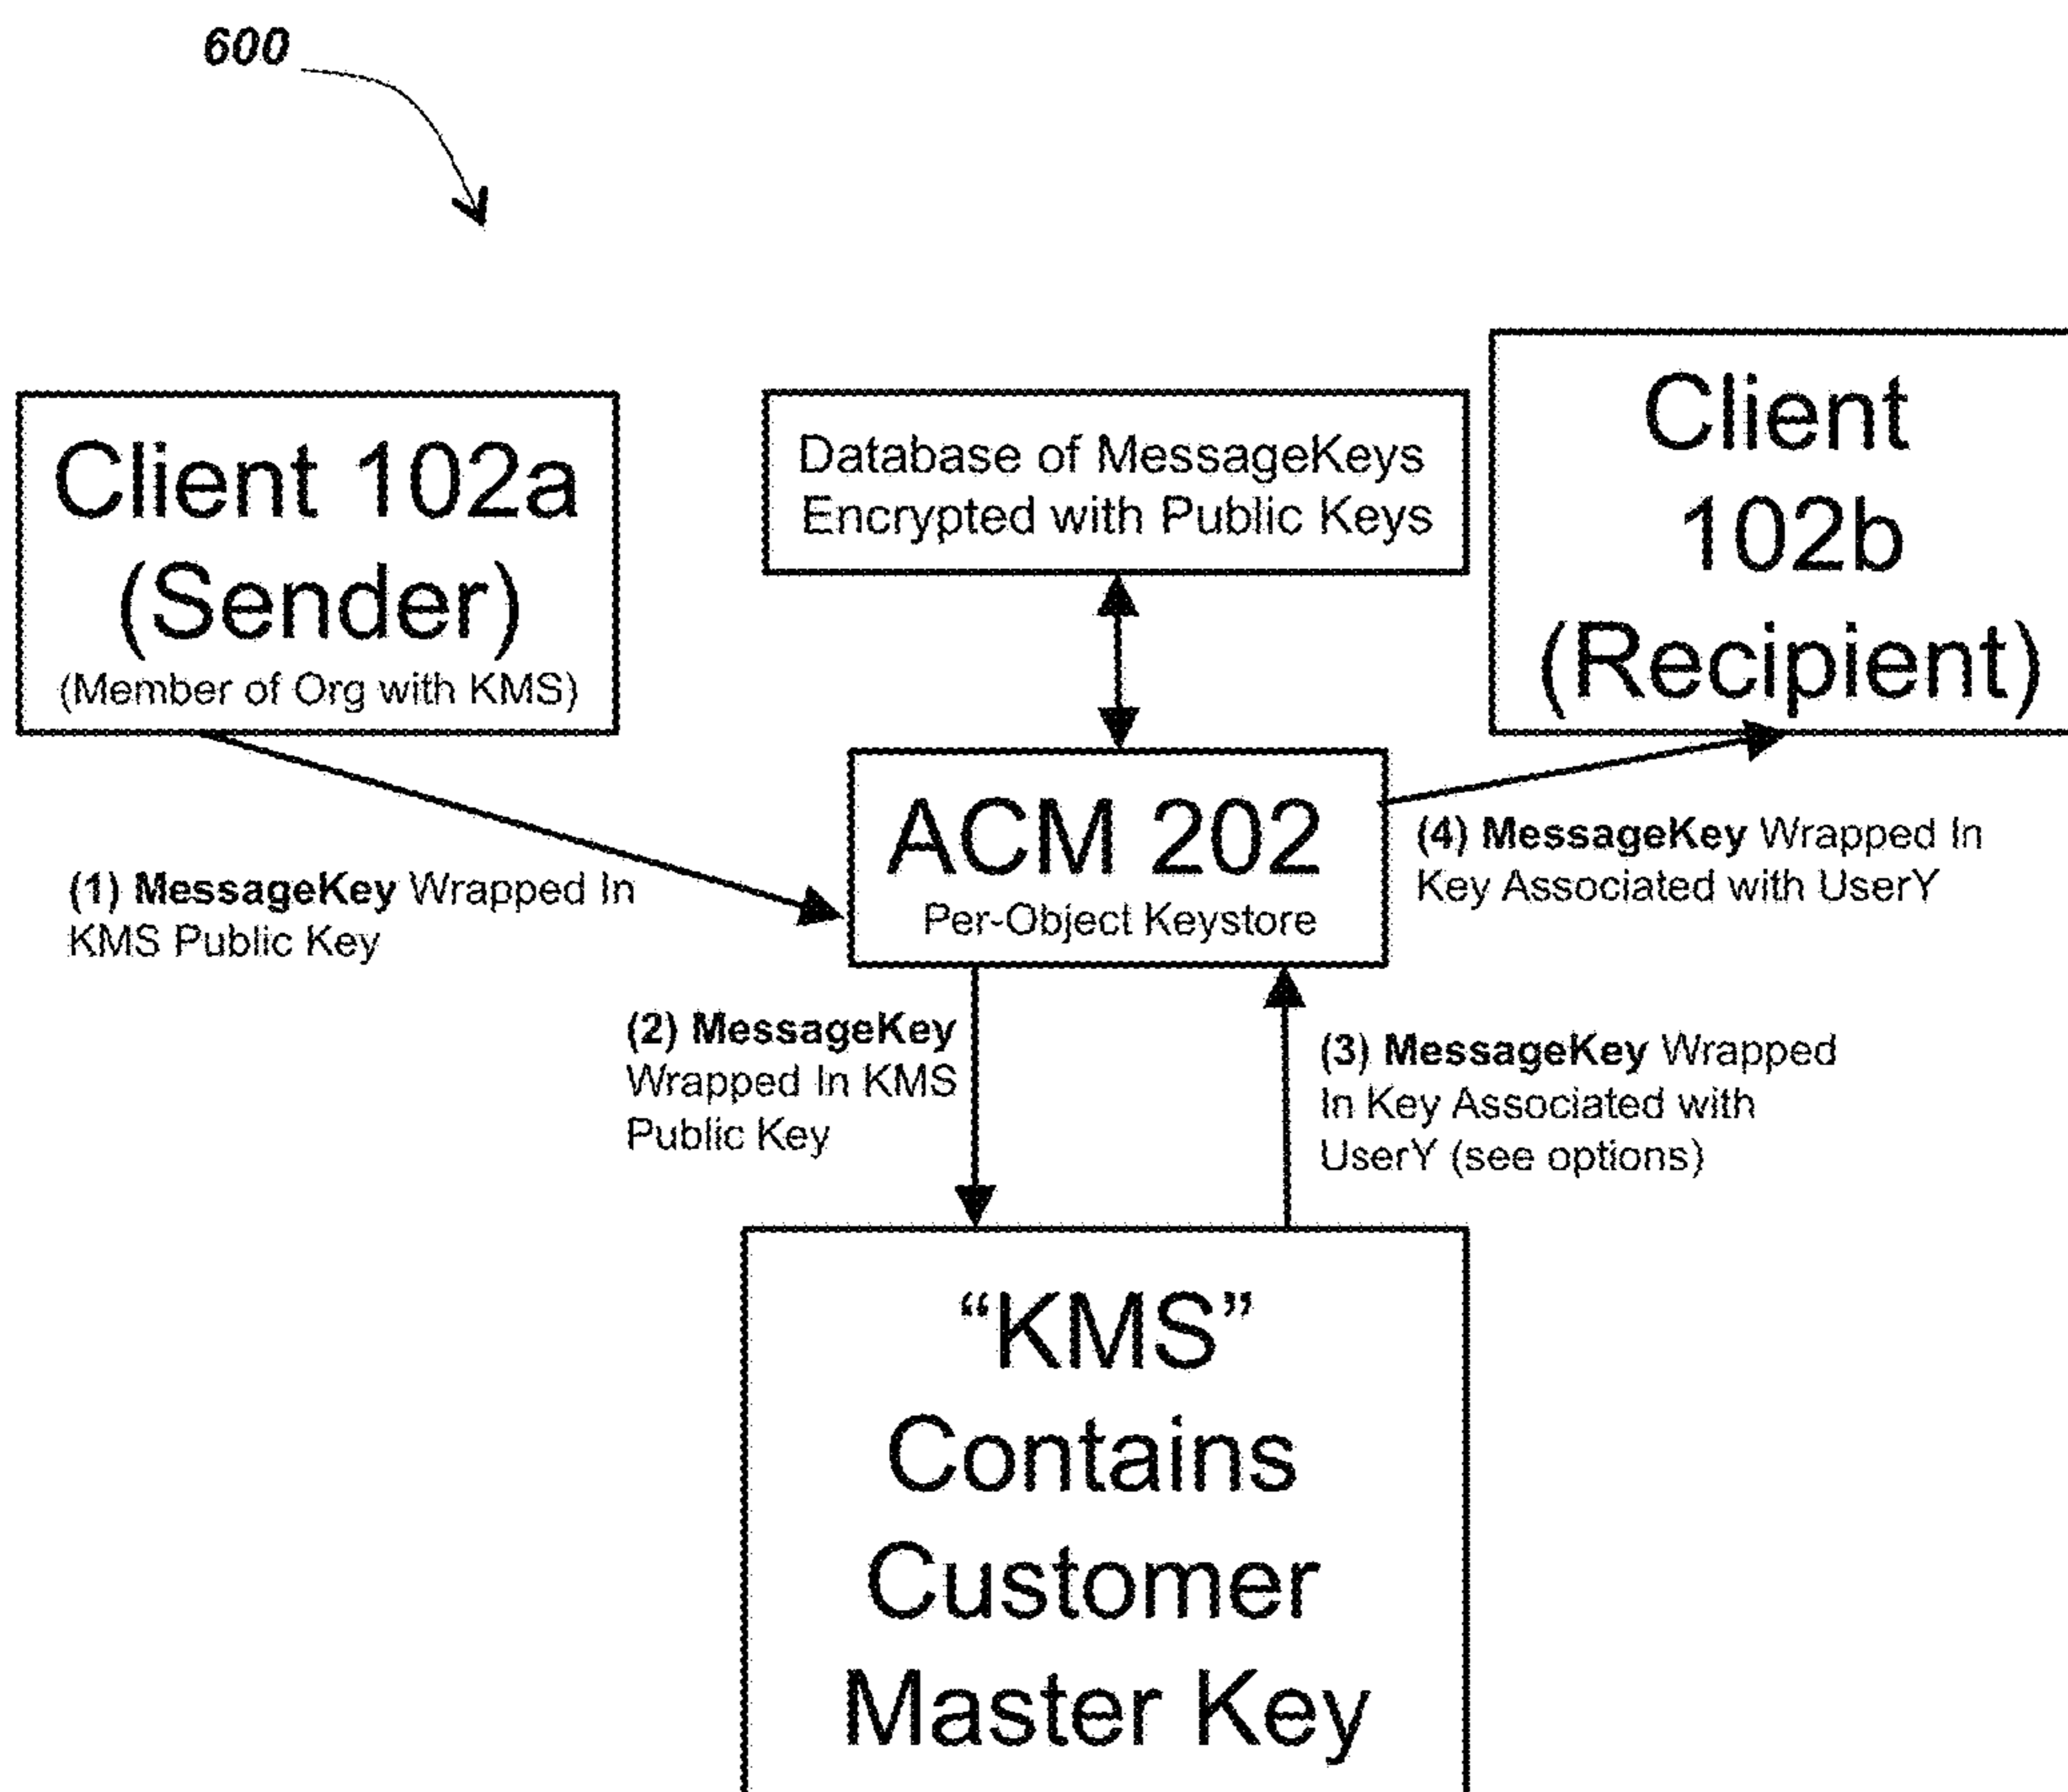 600
Client 102a
(Sender)
(Member of Org with KMS)
Database of MessageKeys
Encrypted with Public Keys
Client
102b
(Recipient)
ACM 202
Per-Object Keystore
(1) MessageKey Wrapped In
KMS Public Key
(4) MessageKey Wrapped In
Key Associated with UserY
(2) MessageKey
Wrapped In KMS
Public Key
(3) MessageKey Wrapped
In Key Associated with
UserY (see options)
“KMS”
Contains
Customer
Master Key